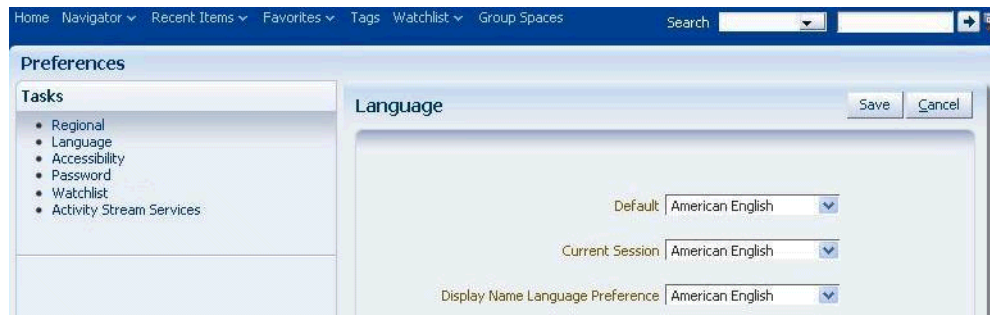 Home Navigator Recent Items Favorites Tags Watchlist Group Spaces Search
Preferences
Tasks
Regional
Language
Accessibility
Password
Watchlist
Activity Stream Services
Language Save Cancel
Default American English
Current Session American English
Display Name Language Preference American English